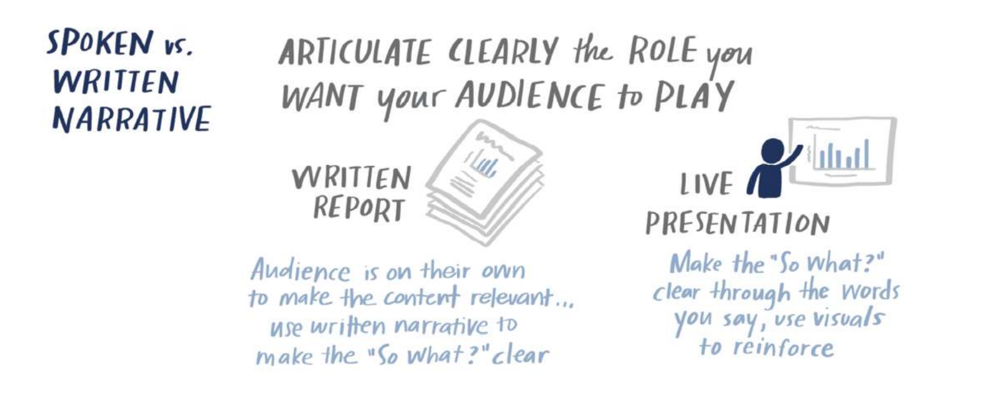 SPOKEN vs.
WRITTEN
NARRATIVE
ARTICULATE CLEARLY the ROLE you
WANT your AUDIENCE to PLAY
WRITTEN
REPORT
Audience is on their own
to make the content relevant...
use written narrative to
make the "So what?" clear
LIVE
PRESENTATION
Make the "So what?"
clear through the words
you say, use visuals
to reinforce